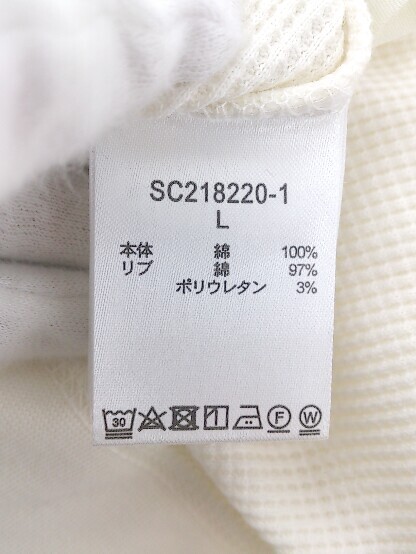 SC218220-1
L
本体 綿 100%
リブ 綿 97%
ポリウレタン 3%
30 F W